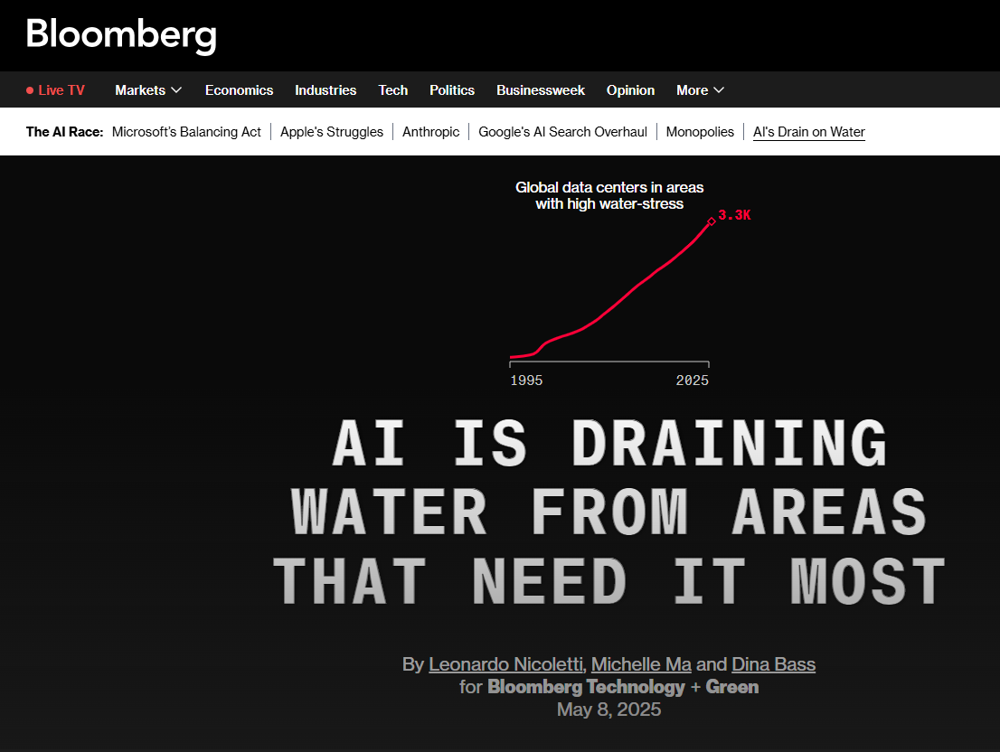 Bloomberg
Live TV Markets Economics Industries Tech Politics Businessweek Opinion More
The AI Race: Microsoft's Balancing Act Apple's Struggles Anthropic Google's AI Search Overhaul Monopolies AI's Drain on Water
Global data centers in areas
with high water-stress
3.3K
1995 2025
AI IS DRAINING
WATER FROM AREAS
THAT NEED IT MOST
By Leonardo Nicoletti, Michelle Ma and Dina Bass
for Bloomberg Technology + Green
May 8, 2025